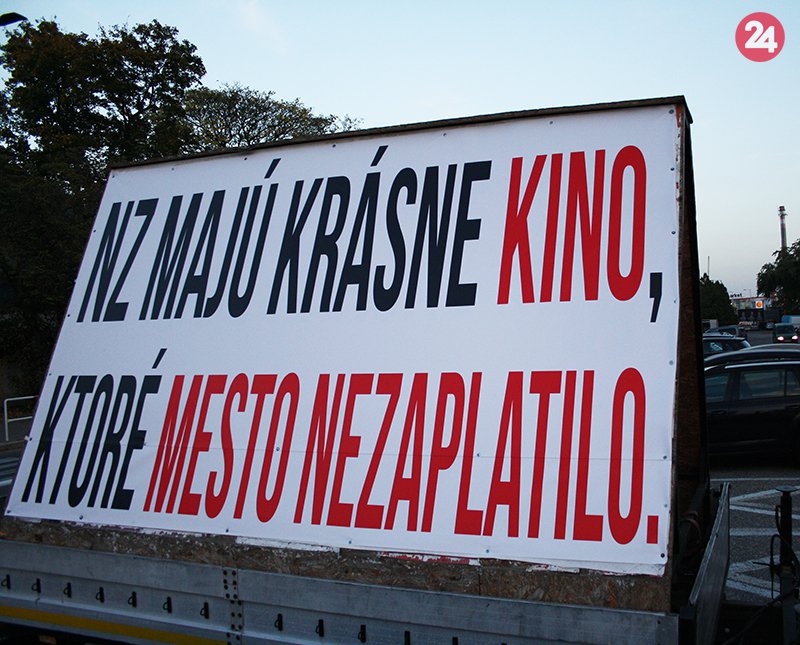 24
NZ MAJÚ KRÁSNE KINO,
KTORÉ MESTO NEZAPLATILO.